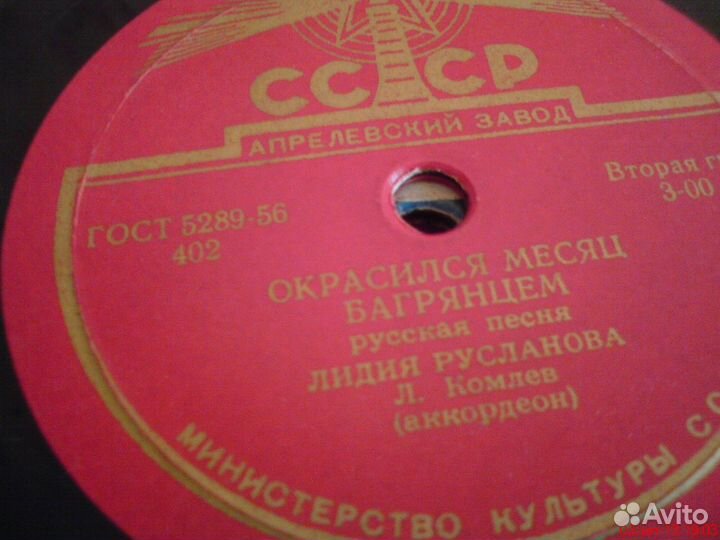 СССР
АПРЕЛЕВСКИЙ ЗАВОД
Вторая
3-00
ГОСТ 5289-56
402
ОКРАСИЛСЯ МЕСЯЦ
БАГРЯНЦЕМ
русская песня
ЛИДИЯ РУСЛАНОВА
Л. Комлев
(аккордеон)
МИНИСТЕРСТВО КУЛЬТУРЫ
Avito